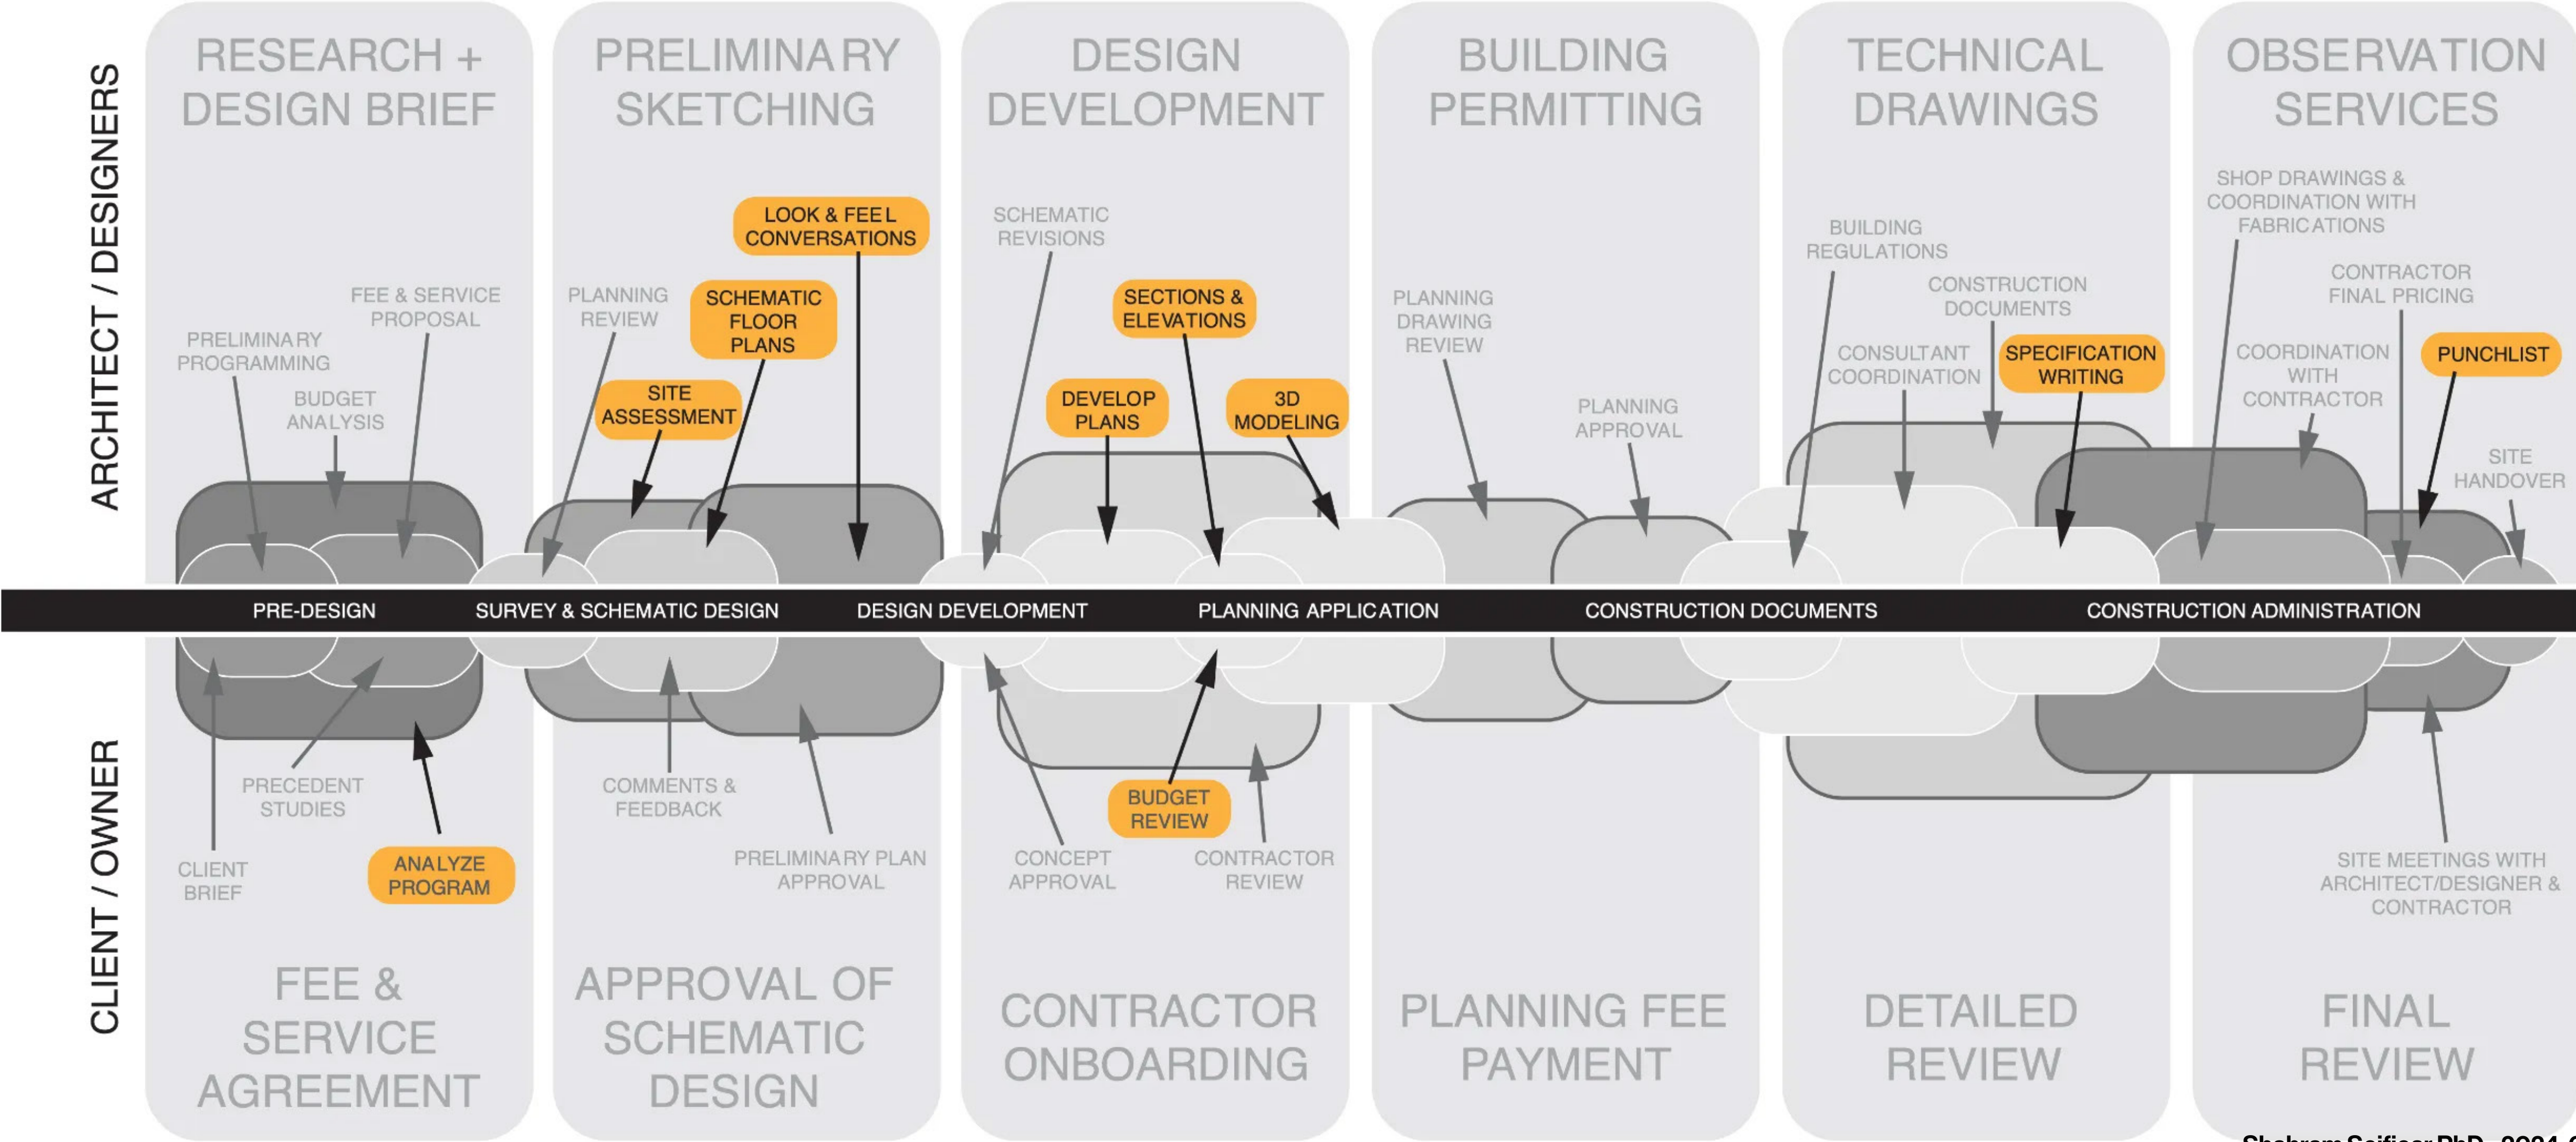 ARCHITECT / DESIGNERS
CLIENT / OWNER
RESEARCH +
DESIGN BRIEF
PRELIMINARY
SKETCHING
DESIGN
DEVELOPMENT
BUILDING
PERMITTING
TECHNICAL
DRAWINGS
OBSERVATION
SERVICES
PRELIMINARY
PROGRAMMING
BUDGET
ANALYSIS
FEE & SERVICE
PROPOSAL
PLANNING
REVIEW
SITE
ASSESSMENT
SCHEMATIC
FLOOR
PLANS
LOOK & FEEL
CONVERSATIONS
SCHEMATIC
REVISIONS
DEVELOP
PLANS
SECTIONS &
ELEVATIONS
3D
MODELING
PLANNING
DRAWING
REVIEW
PLANNING
APPROVAL
BUILDING
REGULATIONS
CONSULTANT
COORDINATION
CONSTRUCTION
DOCUMENTS
SPECIFICATION
WRITING
SHOP DRAWINGS &
COORDINATION WITH
FABRICATIONS
CONTRACTOR
FINAL PRICING
COORDINATION
WITH
CONTRACTOR
PUNCHLIST
SITE
HANDOVER
PRE-DESIGN
SURVEY & SCHEMATIC DESIGN
DESIGN DEVELOPMENT
PLANNING APPLICATION
CONSTRUCTION DOCUMENTS
CONSTRUCTION ADMINISTRATION
CLIENT
BRIEF
PRECEDENT
STUDIES
ANALYZE
PROGRAM
COMMENTS &
FEEDBACK
PRELIMINARY PLAN
APPROVAL
CONCEPT
APPROVAL
BUDGET
REVIEW
CONTRACTOR
REVIEW
SITE MEETINGS WITH
ARCHITECT/DESIGNER &
CONTRACTOR
FEE &
SERVICE
AGREEMENT
APPROVAL OF
SCHEMATIC
DESIGN
CONTRACTOR
ONBOARDING
PLANNING FEE
PAYMENT
DETAILED
REVIEW
FINAL
REVIEW